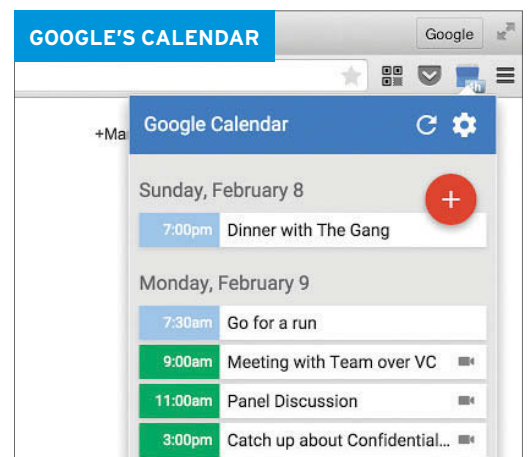 GOOGLE'S CALENDAR
Google
+Ma
Google Calendar
Sunday, February 8
7:00pm Dinner with The Gang
Monday, February 9
7:30am Go for a run
9:00am Meeting with Team over VC
11:00am Panel Discussion
3:00pm Catch up about Confidential...